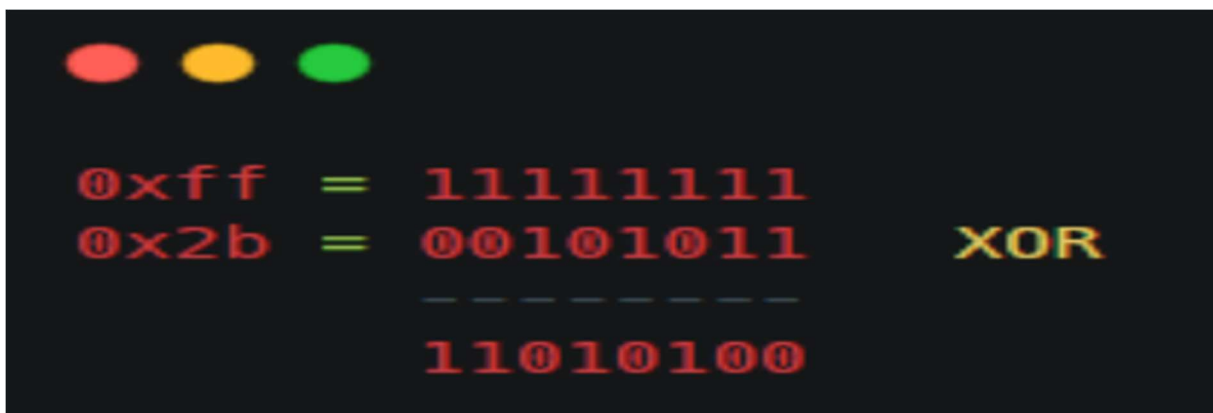 0xff = 11111111
0x2b = 00101011 XOR
--------
11010100